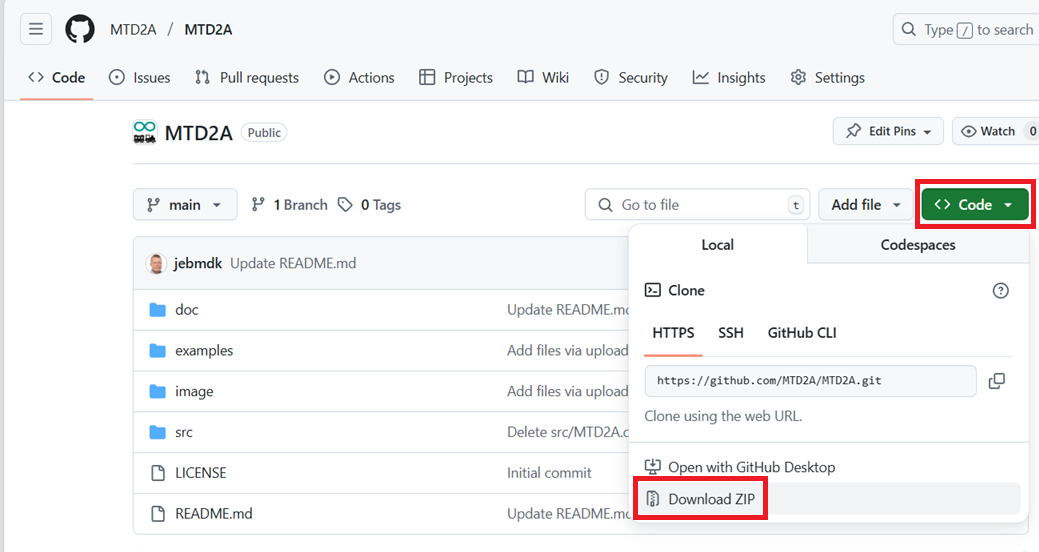 MTD2A / MTD2A
Type / to search
Code Issues Pull requests Actions Projects Wiki Security Insights Settings
MTD2A Public
Edit Pins Watch 0
main 1 Branch 0 Tags Go to file t Add file Code
Local Codespaces
jebmdk Update README.md
Clone
doc Update README.md
HTTPS SSH GitHub CLI
examples Add files via upload
https://github.com/MTD2A/MTD2A.git
image Add files via upload
Clone using the web URL.
src Delete src/MTD2A.c
Open with GitHub Desktop
LICENSE Initial commit
Download ZIP
README.md Update README.md